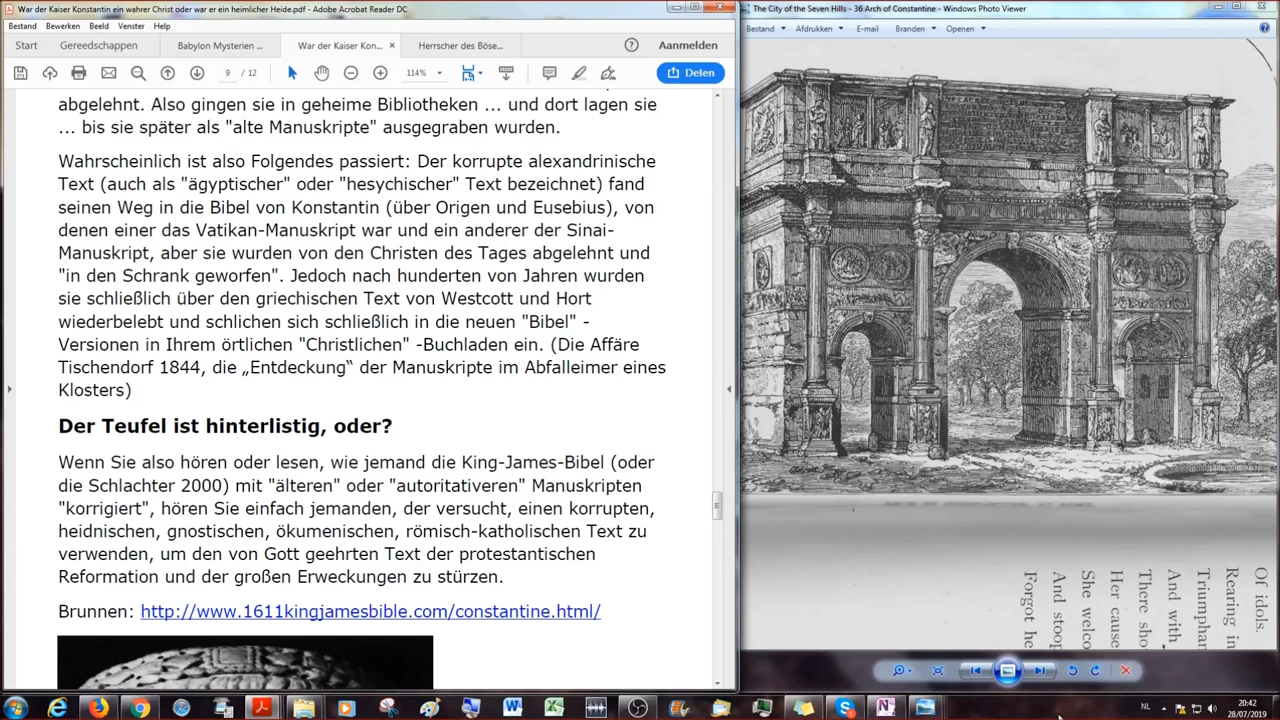 War der Kaiser Konstantin ein wahrer Christ oder war er ein heimlicher Heide.pdf - Adobe Acrobat Reader DC
Bestand Bewerken Beeld Venster Help
Start Gereedschappen Babylon Mysterien ... War der Kaiser Kon... × Herrscher des Böse... Aanmelden
9 / 12 114% Delen
abgelehnt. Also gingen sie in geheime Bibliotheken ... und dort lagen sie
... bis sie später als "alte Manuskripte" ausgegraben wurden.
Wahrscheinlich ist also Folgendes passiert: Der korrupte alexandrinische
Text (auch als "ägyptischer" oder "hesychischer" Text bezeichnet) fand
seinen Weg in die Bibel von Konstantin (über Origen und Eusebius), von
denen einer das Vatikan-Manuskript war und ein anderer der Sinai-
Manuskript, aber sie wurden von den Christen des Tages abgelehnt und
"in den Schrank geworfen". Jedoch nach hunderten von Jahren wurden
sie schließlich über den griechischen Text von Westcott und Hort
wiederbelebt und schlichen sich schließlich in die neuen "Bibel" -
Versionen in Ihrem örtlichen "Christlichen" -Buchladen ein. (Die Affäre
Tischendorf 1844, die „Entdeckung“ der Manuskripte im Abfalleimer eines
Klosters)
Der Teufel ist hinterlistig, oder?
Wenn Sie also hören oder lesen, wie jemand die King-James-Bibel (oder
die Schlachter 2000) mit "älteren" oder "autoritativeren" Manuskripten
"korrigiert", hören Sie einfach jemanden, der versucht, einen korrupten,
heidnischen, gnostischen, ökumenischen, römisch-katholischen Text zu
verwenden, um den von Gott geehrten Text der protestantischen
Reformation und der großen Erweckungen zu stürzen.
Brunnen: http://www.1611kingjamesbible.com/constantine.html/
The City of the Seven Hills - 36 Arch of Constantine - Windows Photo Viewer
Bestand Afdrukken E-mail Branden Openen
Of idols.
Rearing in
Triumphar
And with
There sho
Her cause
She welco
And stoop
Forgot he
NL 20:42
28/07/2019